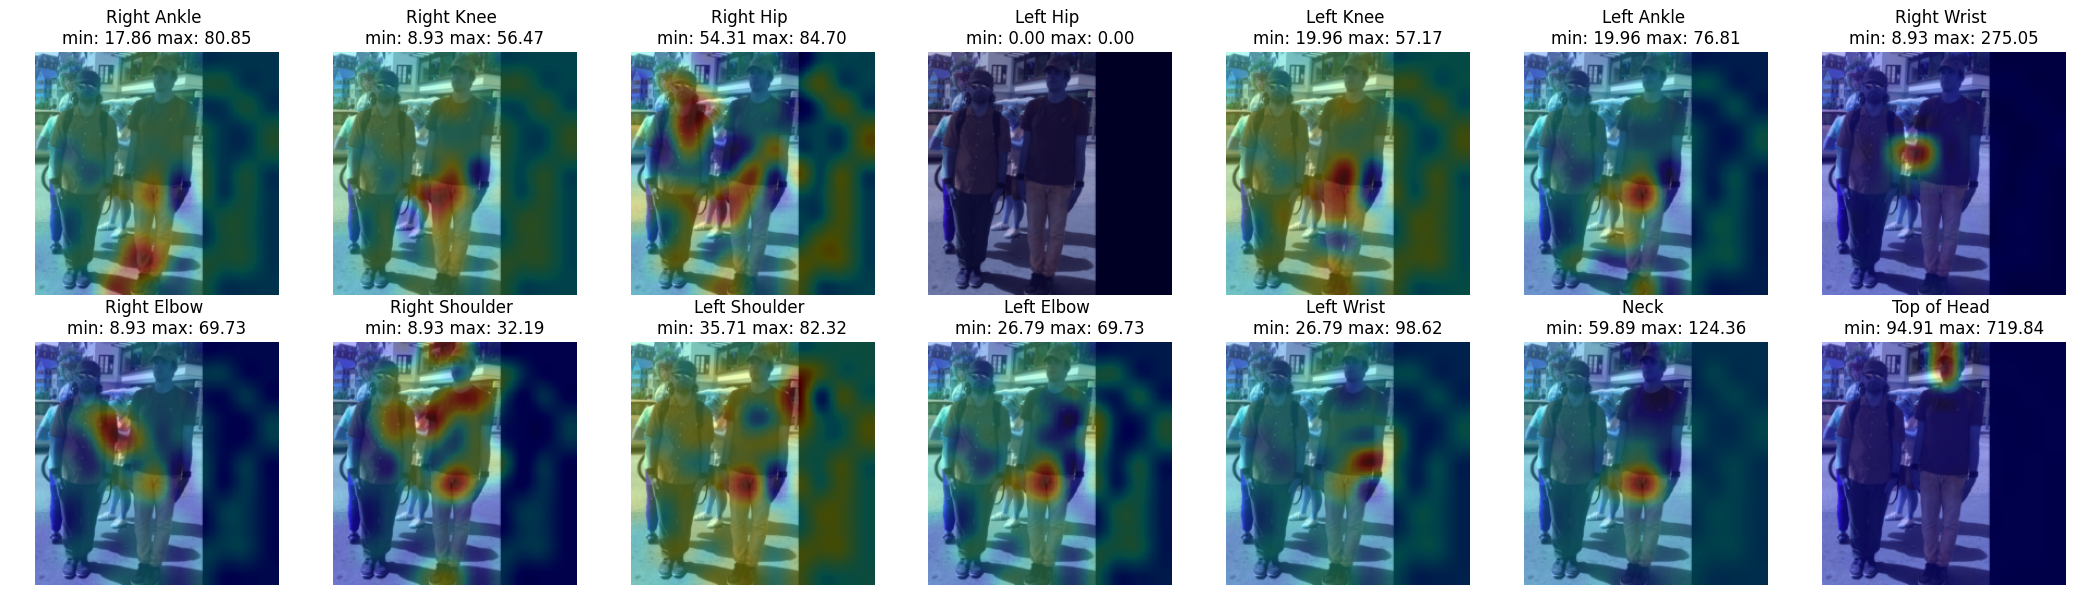 Right Ankle
min: 17.86 max: 80.85
Right Knee
min: 8.93 max: 56.47
Right Hip
min: 54.31 max: 84.70
Left Hip
min: 0.00 max: 0.00
Left Knee
min: 19.96 max: 57.17
Left Ankle
min: 19.96 max: 76.81
Right Wrist
min: 8.93 max: 275.05
Right Elbow
min: 8.93 max: 69.73
Right Shoulder
min: 8.93 max: 32.19
Left Shoulder
min: 35.71 max: 82.32
Left Elbow
min: 26.79 max: 69.73
Left Wrist
min: 26.79 max: 98.62
Neck
min: 59.89 max: 124.36
Top of Head
min: 94.91 max: 719.84